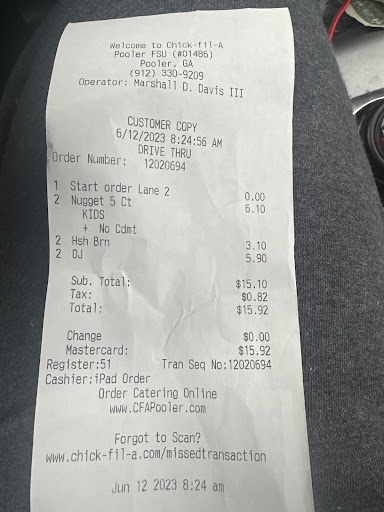 Welcome to Chick-fil-A
Pooler FSU (#01486)
Pooler, GA
(912) 330-9209
Operator: Marshall D. Davis III
CUSTOMER COPY
6/12/2023 8:24:56 AM
DRIVE THRU
Order Number: 12020694
1 Start order Lane 2 0.00
2 Nugget 5 Ct 6.10
KIDS
+ No Cdmt
2 Hsh Brn 3.10
2 OJ 5.90
Sub. Total: $15.10
Tax: $0.82
Total: $15.92
Change $0.00
Mastercard: $15.92
Register:51 Tran Seq No:12020694
Cashier:iPad Order
Order Catering Online
www.CFAPooler.com
Forgot to Scan?
www.chick-fil-a.com/missedtransaction
Jun 12 2023 8:24 am